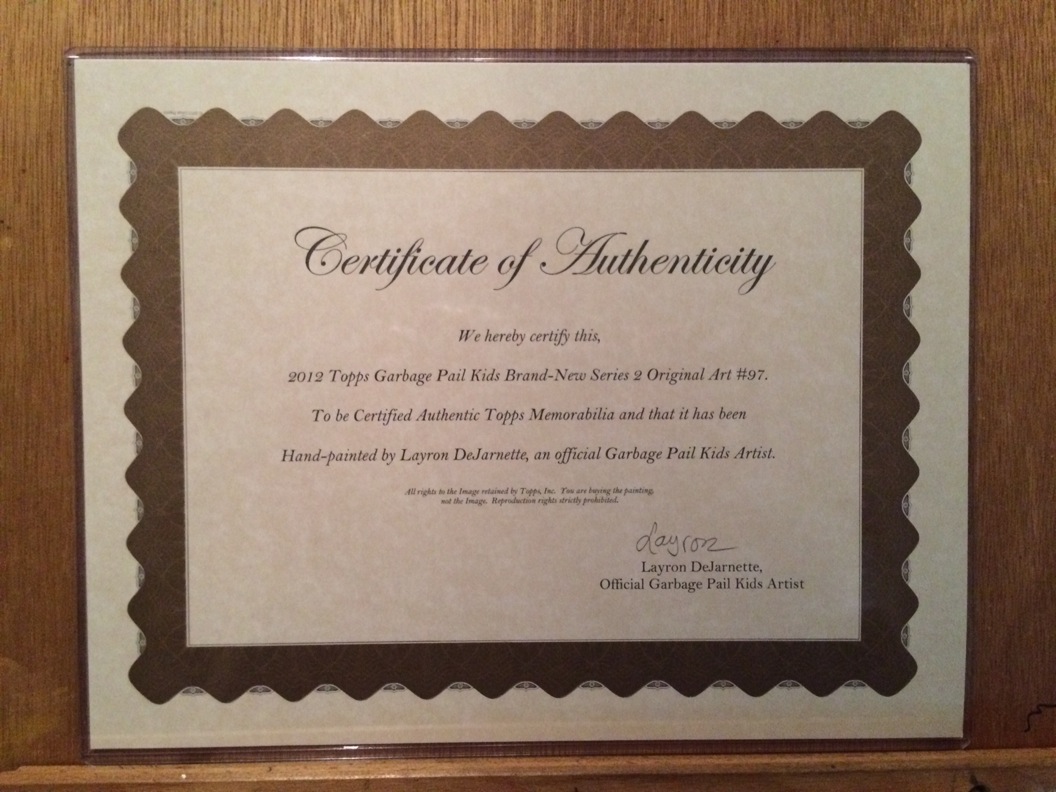 Certificate of Authenticity
We hereby certify this,
2012 Topps Garbage Pail Kids Brand-New Series 2 Original Art #97.
To be Certified Authentic Topps Memorabilia and that it has been
Hand-painted by Layron DeJarnette, an official Garbage Pail Kids Artist.
All rights to the Image retained by Topps, Inc. You are buying the painting,
not the Image. Reproduction rights strictly prohibited.
Layron
Layron DeJarnette,
Official Garbage Pail Kids Artist